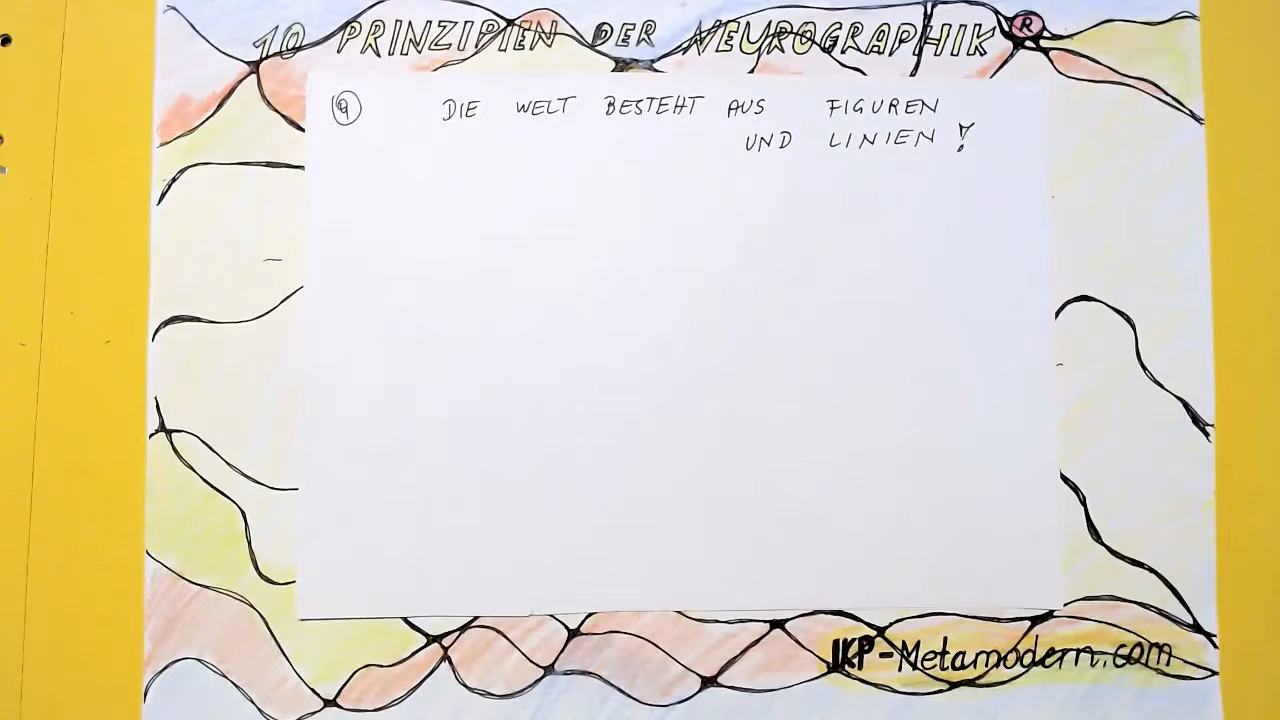 10 PRINZIPIEN DER NEUROGRAPHIK ®
9 DIE WELT BESTEHT AUS FIGUREN
UND LINIEN!
IKP-Metamodern.com